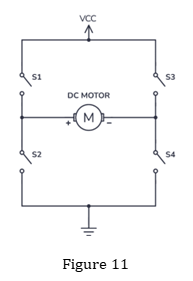 VCC
S1
S3
DC MOTOR
+ M −
S2
S4
Figure 11